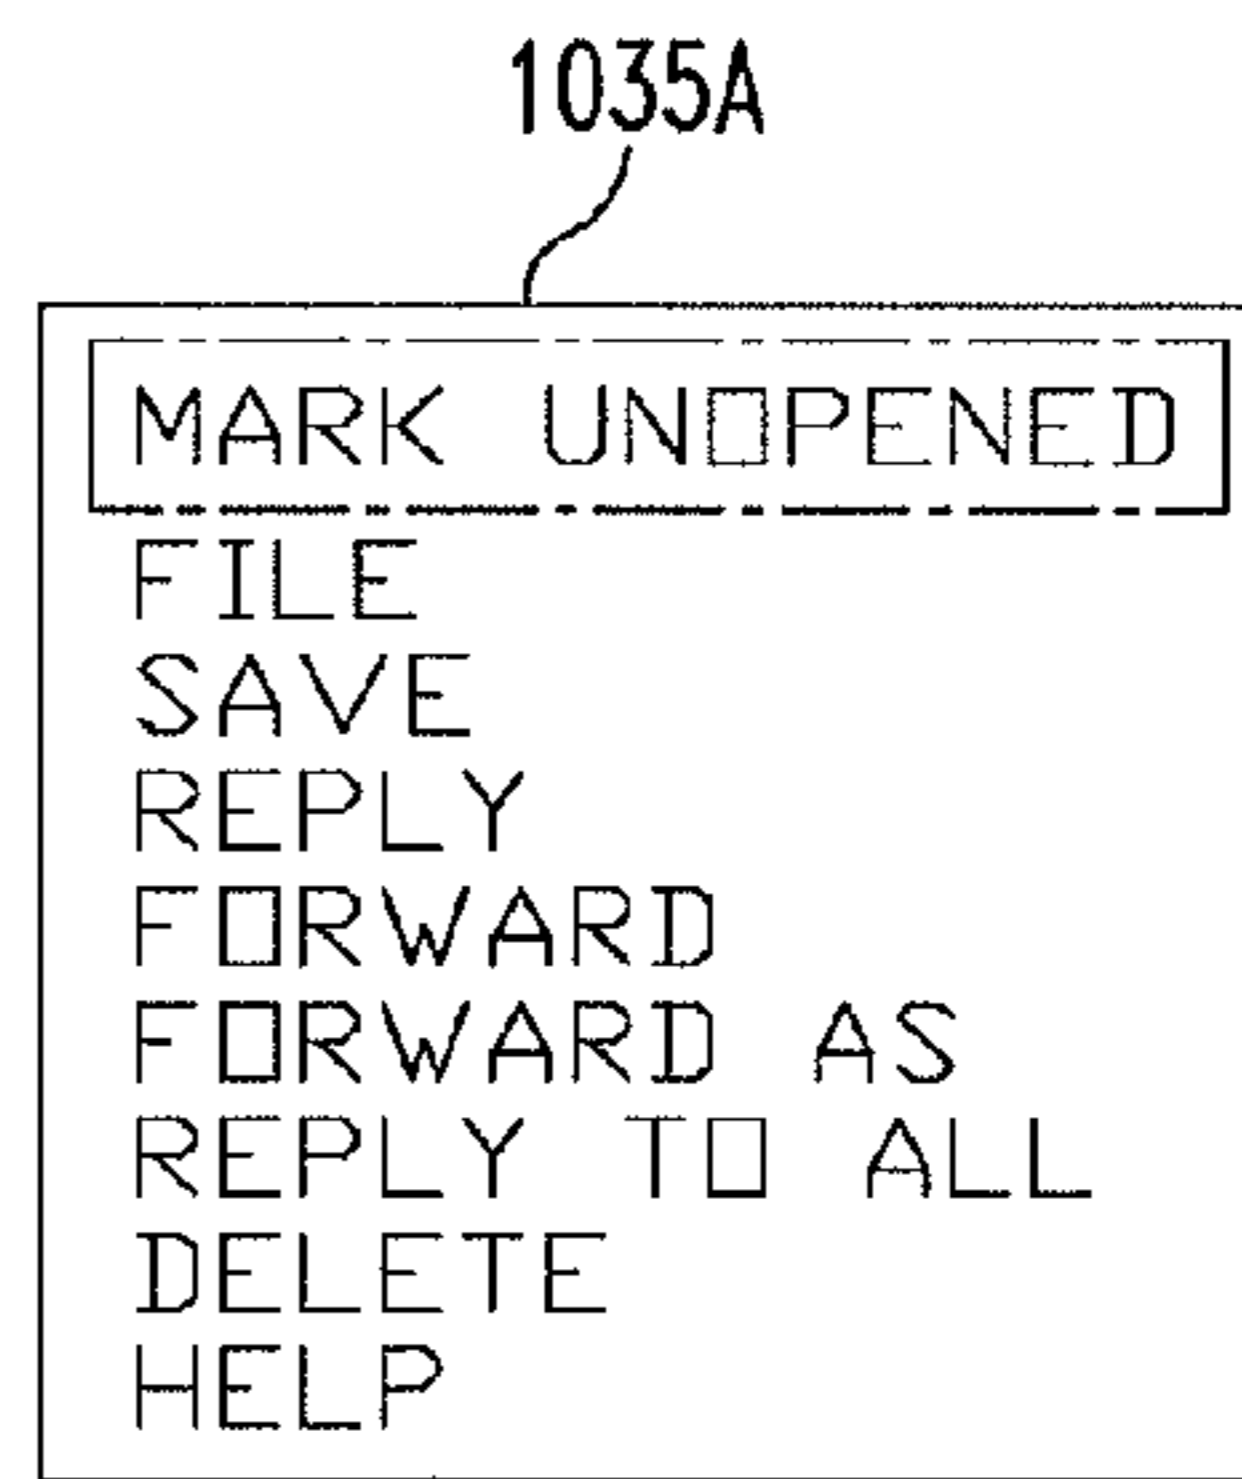 1035A
MARK UNOPENED
FILE
SAVE
REPLY
FORWARD
FORWARD AS
REPLY TO ALL
DELETE
HELP